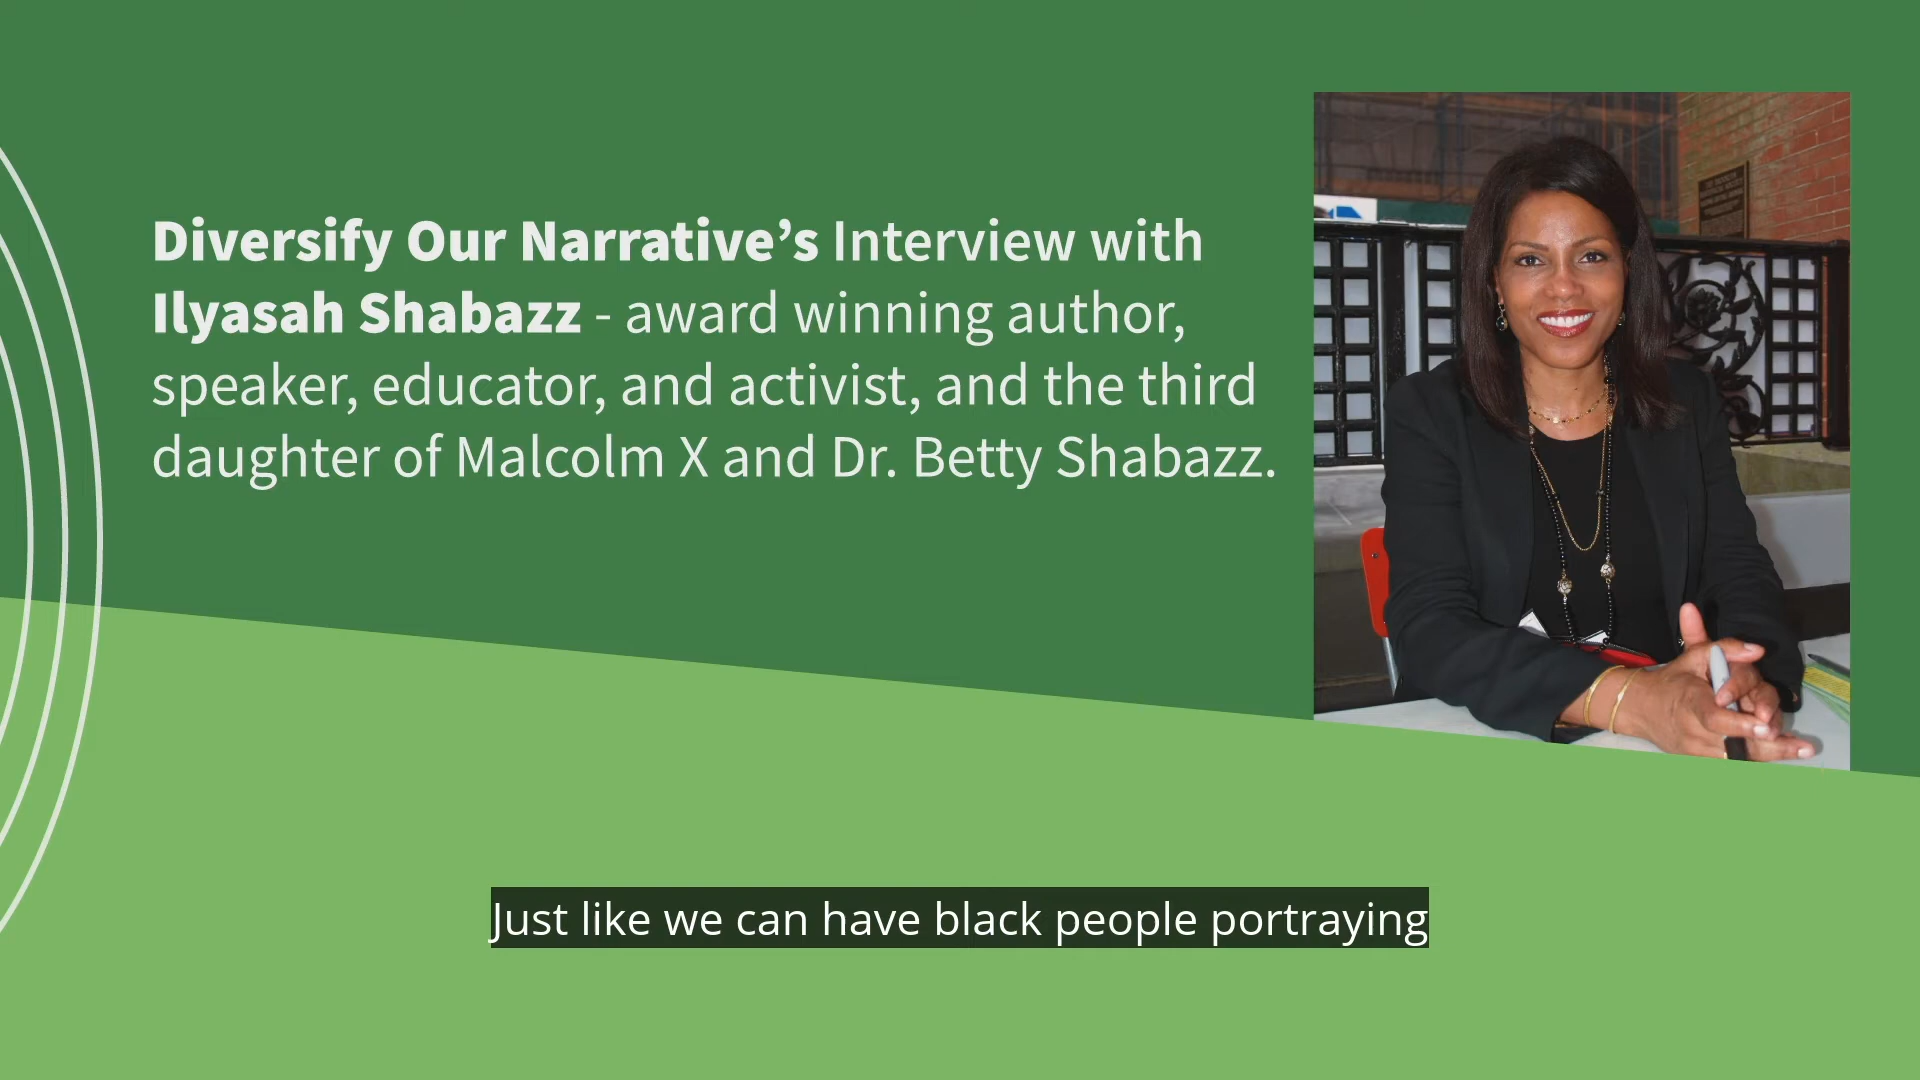 Diversify Our Narrative’s Interview with
Ilyasah Shabazz - award winning author,
speaker, educator, and activist, and the third
daughter of Malcolm X and Dr. Betty Shabazz.
Just like we can have black people portraying